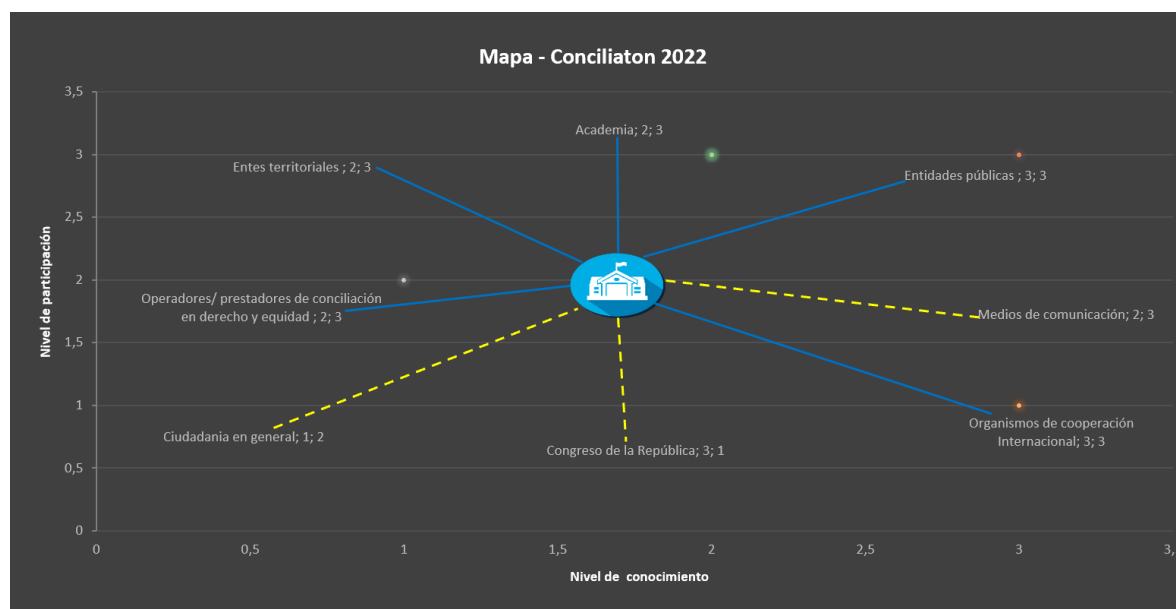 Mapa - Conciliaton 2022
Nivel de participación
3,5
3
2,5
2
1,5
1
0,5
0
Academia; 2; 3
Entes territoriales ; 2; 3
Entidades públicas ; 3; 3
Operadores/ prestadores de conciliación
en derecho y equidad ; 2; 3
Medios de comunicación; 2; 3
Ciudadania en general; 1; 2
Congreso de la República; 3; 1
Organismos de cooperación
Internacional; 3; 3
0
0,5
1
1,5
2
2,5
3
3,
Nivel de  conocimiento